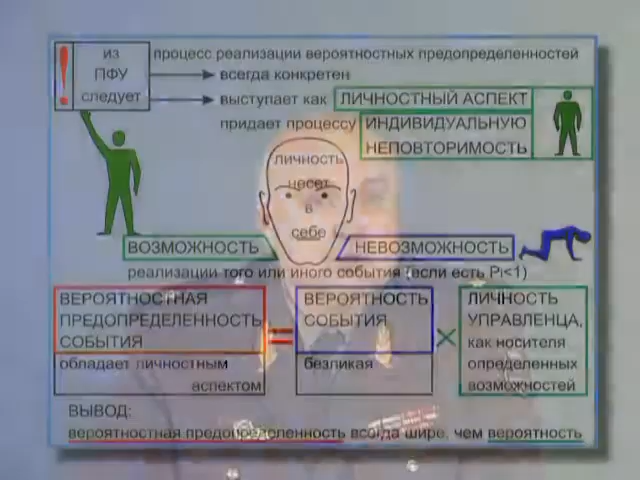 ! из процесс реализации вероятностных предопределенностей
ПФУ всегда конкретен
следует выступает как ЛИЧНОСТНЫЙ АСПЕКТ
придает процессу ИНДИВИДУАЛЬНУЮ
НЕПОВТОРИМОСТЬ
личность
несет
в
себе
ВОЗМОЖНОСТЬ НЕВОЗМОЖНОСТЬ
реализации того или иного события (если есть Pi<1)
ВЕРОЯТНОСТНАЯ
ПРЕДОПРЕДЕЛЕННОСТЬ
СОБЫТИЯ
обладает личностным
аспектом
=
ВЕРОЯТНОСТЬ
СОБЫТИЯ
безликая
×
ЛИЧНОСТЬ
УПРАВЛЕНЦА,
как носителя
определенных
возможностей
ВЫВОД:
вероятностная предопределенность всегда шире, чем вероятность